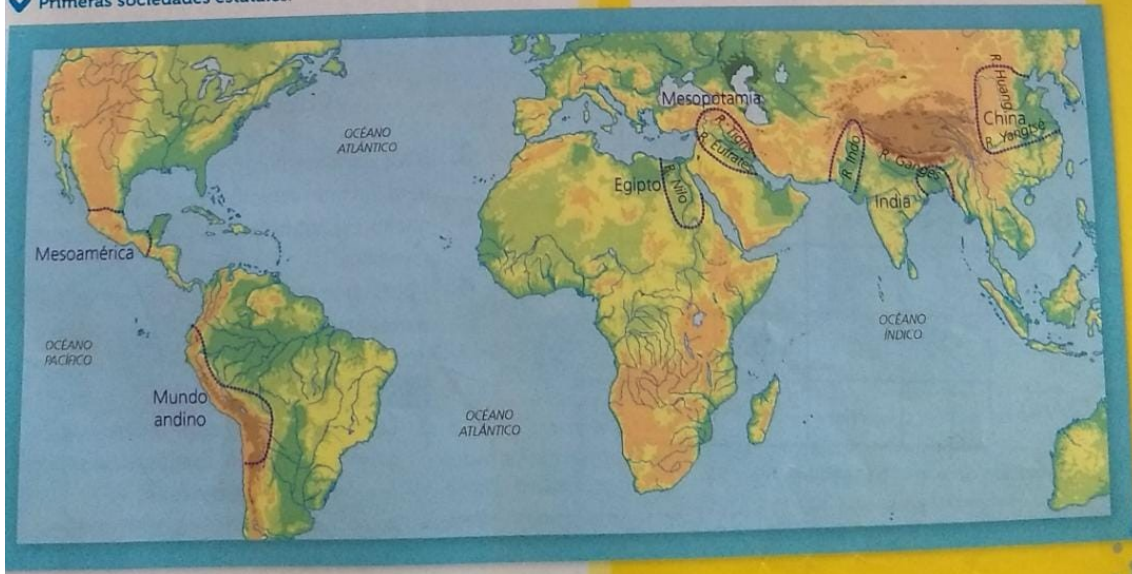 Primeras sociedades estatales.
R. Huang
Mesopotamia
China
OCÉANO
ATLÁNTICO
R. Tigris
R. Yangtsé
R. Éufrates
R. Indo
R. Ganges
Egipto
R. Nilo
India
Mesoamérica
OCÉANO
ÍNDICO
OCÉANO
PACÍFICO
Mundo
andino
OCÉANO
ATLÁNTICO